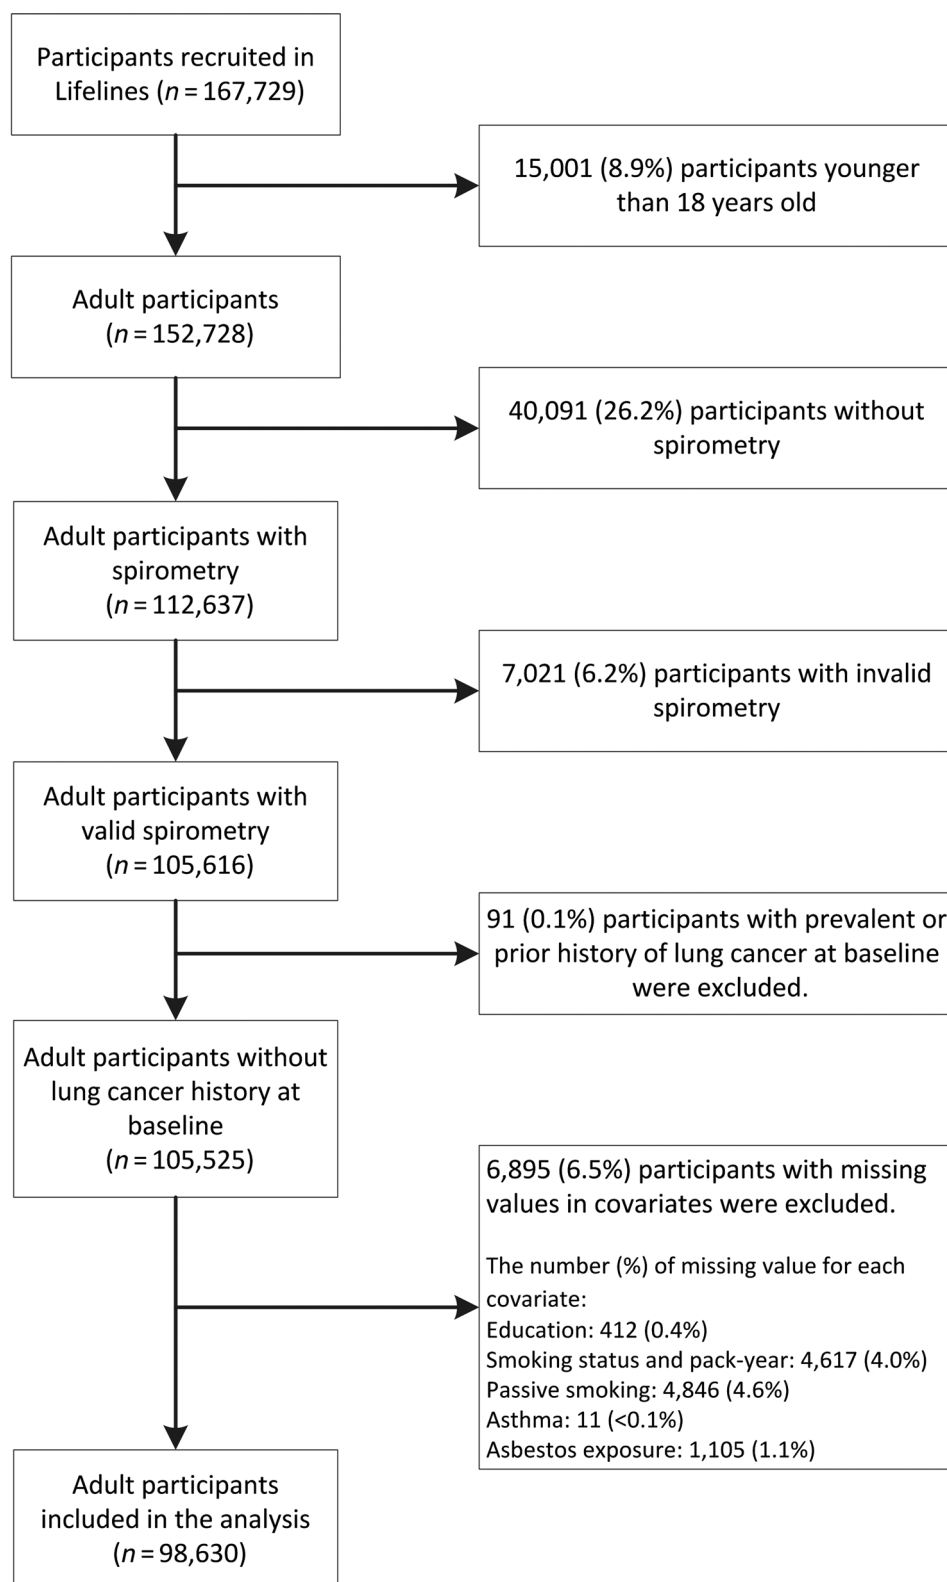 Participants recruited in
Lifelines (n = 167,729)
15,001 (8.9%) participants younger
than 18 years old
Adult participants
(n = 152,728)
40,091 (26.2%) participants without
spirometry
Adult participants with
spirometry
(n = 112,637)
7,021 (6.2%) participants with invalid
spirometry
Adult participants with
valid spirometry
(n = 105,616)
91 (0.1%) participants with prevalent or
prior history of lung cancer at baseline
were excluded.
Adult participants without
lung cancer history at
baseline
(n = 105,525)
6,895 (6.5%) participants with missing
values in covariates were excluded.
The number (%) of missing value for each
covariate:
Education: 412 (0.4%)
Smoking status and pack-year: 4,617 (4.0%)
Passive smoking: 4,846 (4.6%)
Asthma: 11 (<0.1%)
Asbestos exposure: 1,105 (1.1%)
Adult participants
included in the analysis
(n = 98,630)